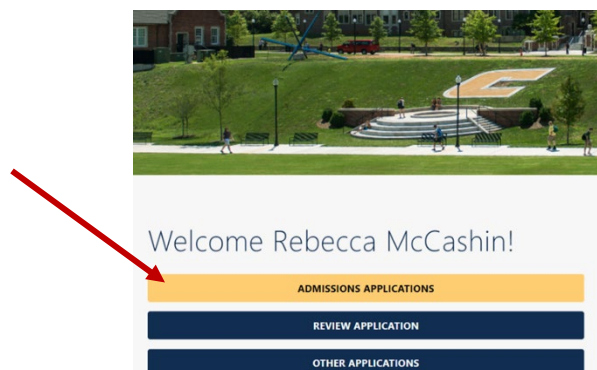 Welcome Rebecca McCashin!
ADMISSIONS APPLICATIONS
REVIEW APPLICATION
OTHER APPLICATIONS